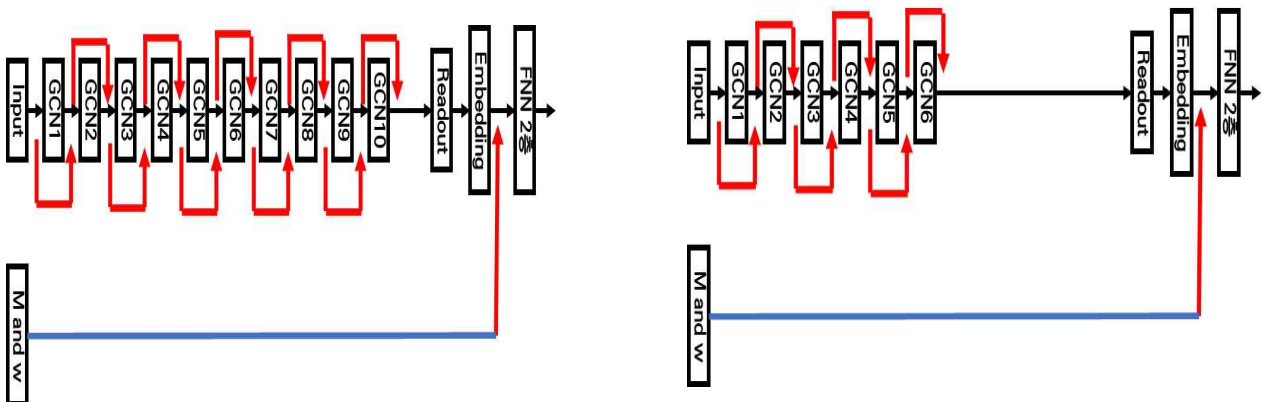 Input
GCN1
GCN2
GCN3
GCN4
GCN5
GCN6
GCN7
GCN8
GCN9
GCN10
Readout
Embedding
FNN 2층
M and w
Input
GCN1
GCN2
GCN3
GCN4
GCN5
GCN6
Readout
Embedding
FNN 2층
M and w